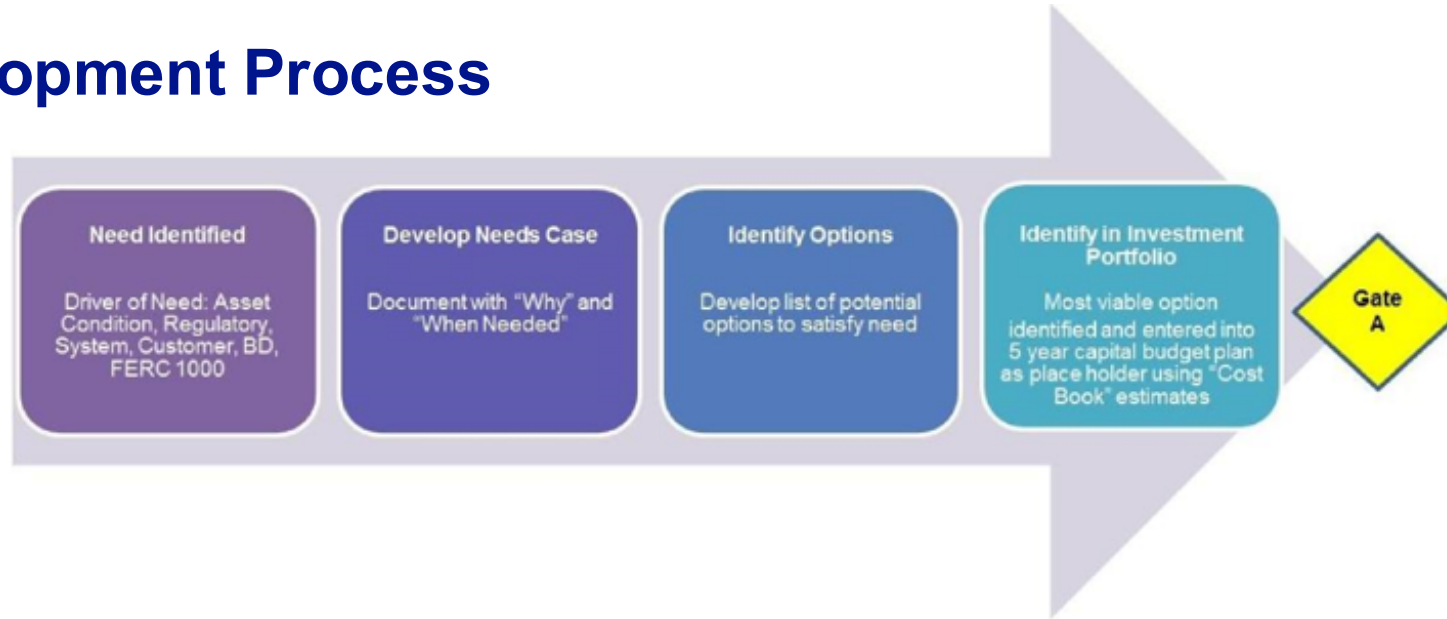 opment Process
Need Identified
Driver of Need: Asset
Condition, Regulatory,
System, Customer, BD,
FERC 1000
Develop Needs Case
Document with “Why” and
“When Needed”
Identify Options
Develop list of potential
options to satisfy need
Identify in Investment
Portfolio
Most viable option
identified and entered into
5 year capital budget plan
as place holder using “Cost
Book” estimates
Gate
A